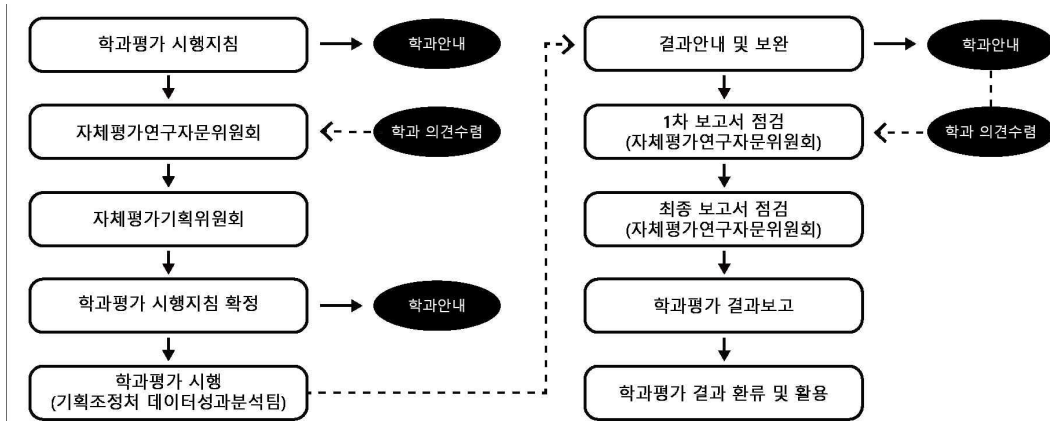 학과평가 시행지침
학과안내
자체평가연구자문위원회
학과 의견수렴
자체평가기획위원회
학과평가 시행지침 확정
학과안내
학과평가 시행
(기획조정처 데이터성과분석팀)
결과안내 및 보완
학과안내
1차 보고서 점검
(자체평가연구자문위원회)
학과 의견수렴
최종 보고서 점검
(자체평가연구자문위원회)
학과평가 결과보고
학과평가 결과 환류 및 활용